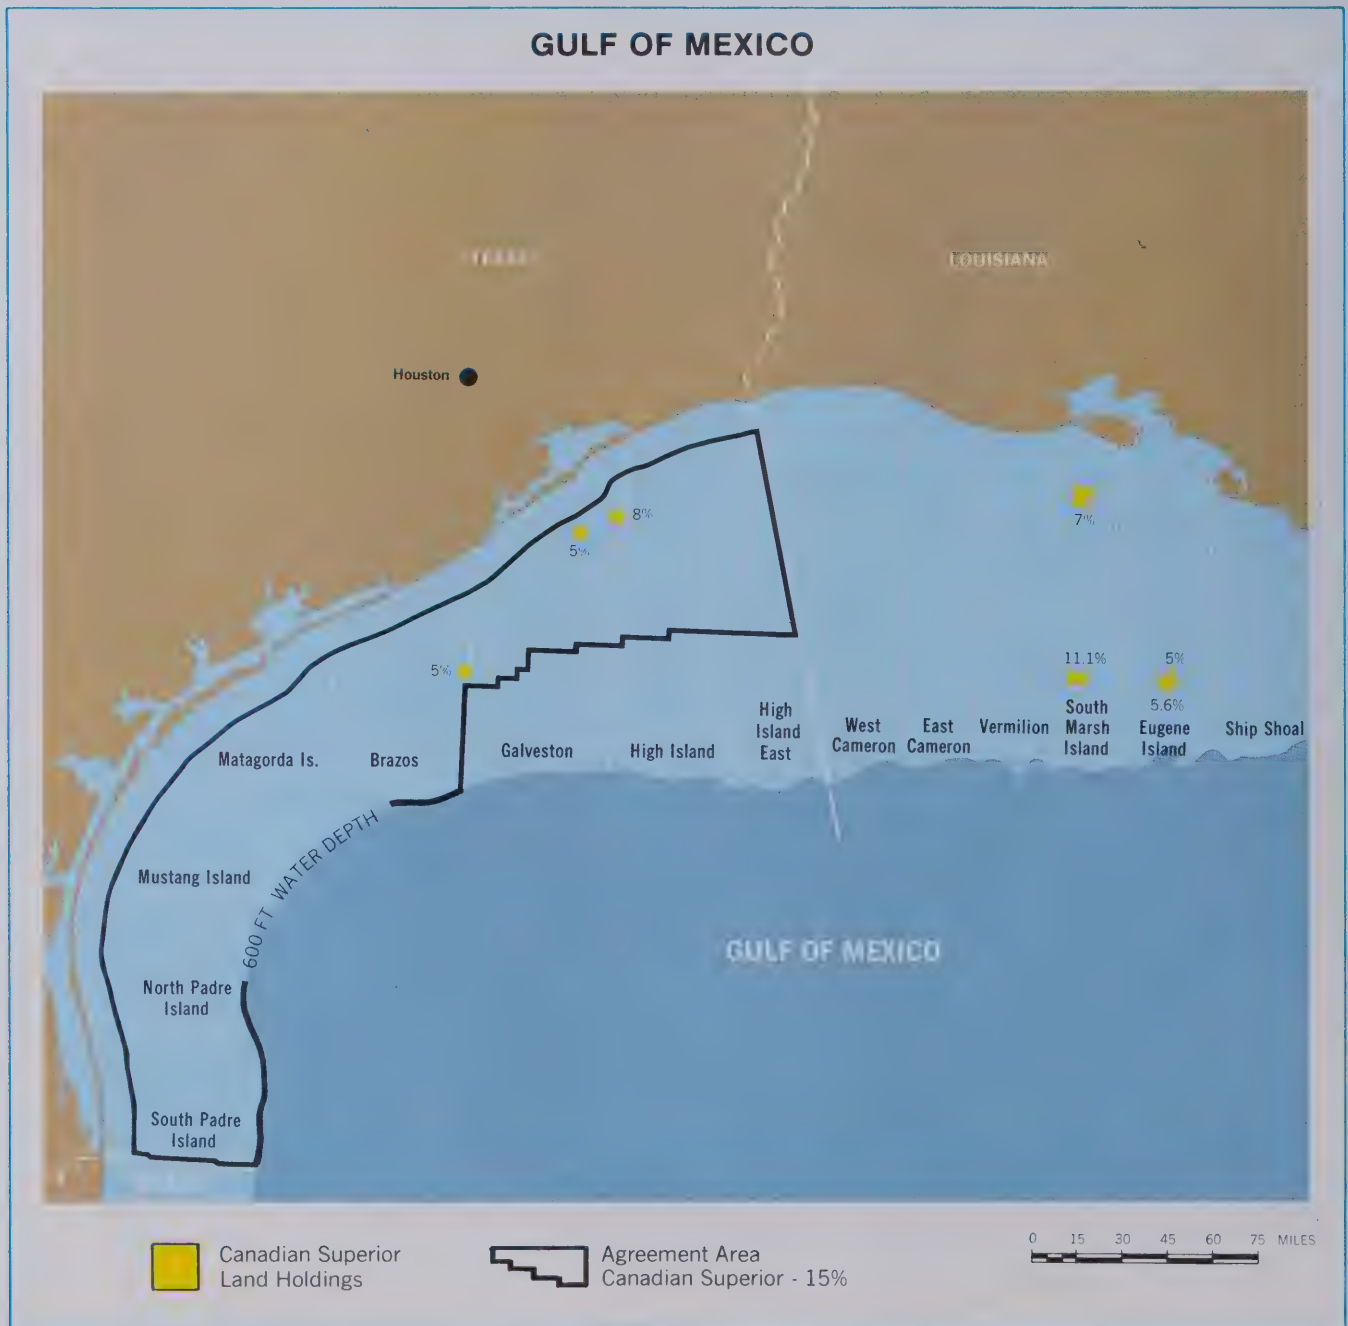 GULF OF MEXICO
TEXAS
LOUISIANA
Houston
8%
5%
7%
5%
11.1%
5%
5.6%
High
Island
East
West
Cameron
East
Cameron
Vermilion
South
Marsh
Island
Eugene
Island
Ship Shoal
Matagorda Is.
Brazos
Galveston
High Island
600 FT WATER DEPTH
Mustang Island
GULF OF MEXICO
North Padre
Island
South Padre
Island
Canadian Superior
Land Holdings
Agreement Area
Canadian Superior - 15%
0 15 30 45 60 75 MILES